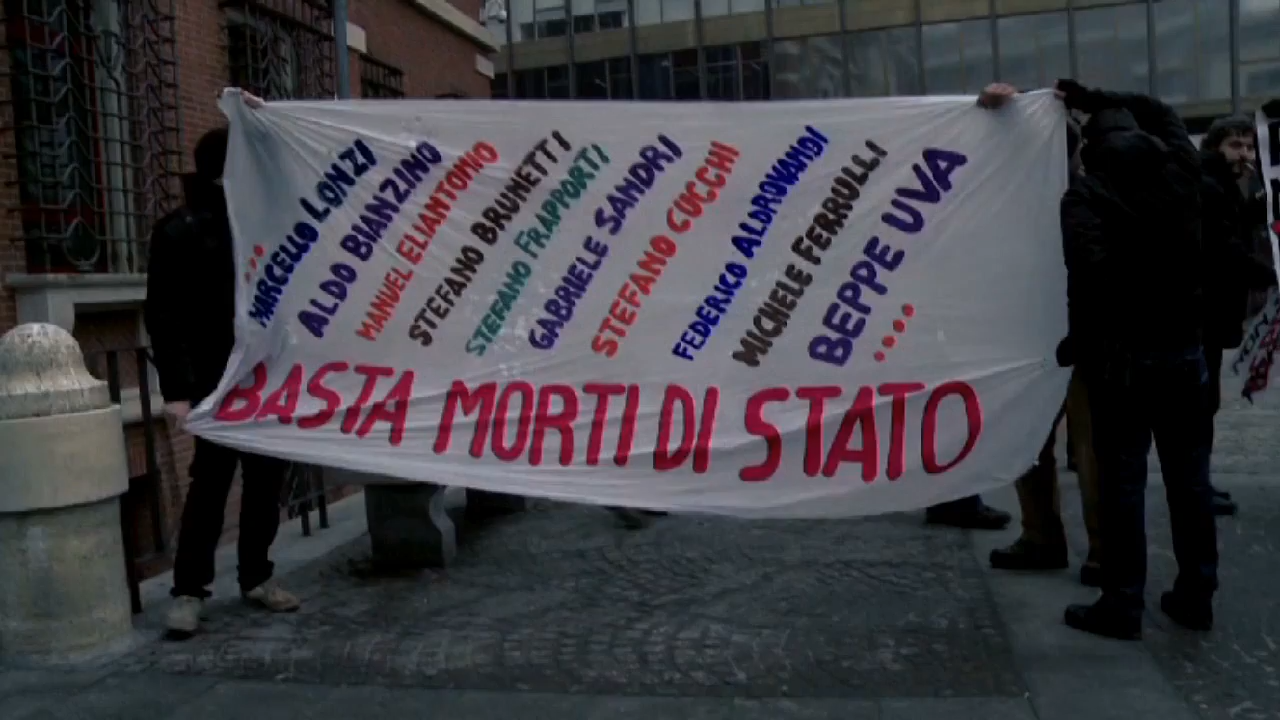 ...
MARCELLO LONZI
ALDO BIANZINO
MANUEL ELIANTONIO
STEFANO BRUNETTI
STEFANO FRAPPORTI
GABRIELE SANDRI
STEFANO CUCCHI
FEDERICO ALDROVANDI
MICHELE FERRULLI
BEPPE UVA
....
BASTA MORTI DI STATO